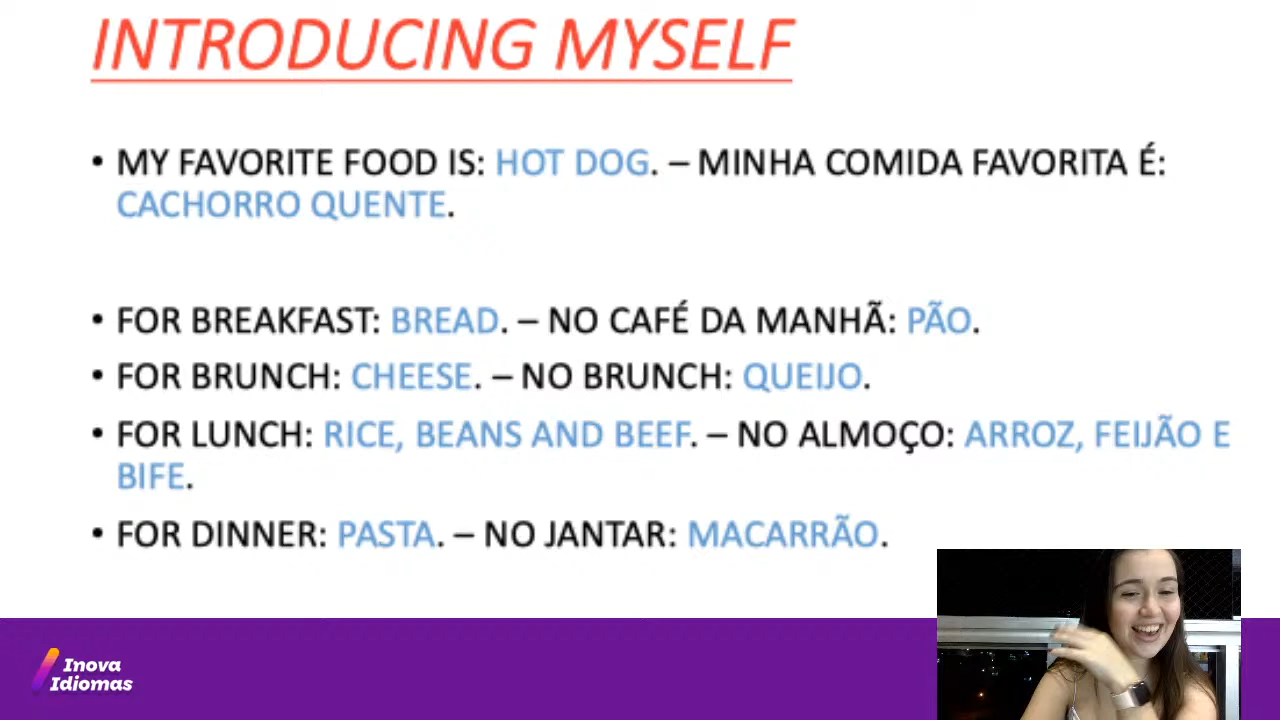 INTRODUCING MYSELF
• MY FAVORITE FOOD IS: HOT DOG. – MINHA COMIDA FAVORITA É:
CACHORRO QUENTE.
• FOR BREAKFAST: BREAD. – NO CAFÉ DA MANHÃ: PÃO.
• FOR BRUNCH: CHEESE. – NO BRUNCH: QUEIJO.
• FOR LUNCH: RICE, BEANS AND BEEF. – NO ALMOÇO: ARROZ, FEIJÃO E
BIFE.
• FOR DINNER: PASTA. – NO JANTAR: MACARRÃO.
Inova
Idiomas